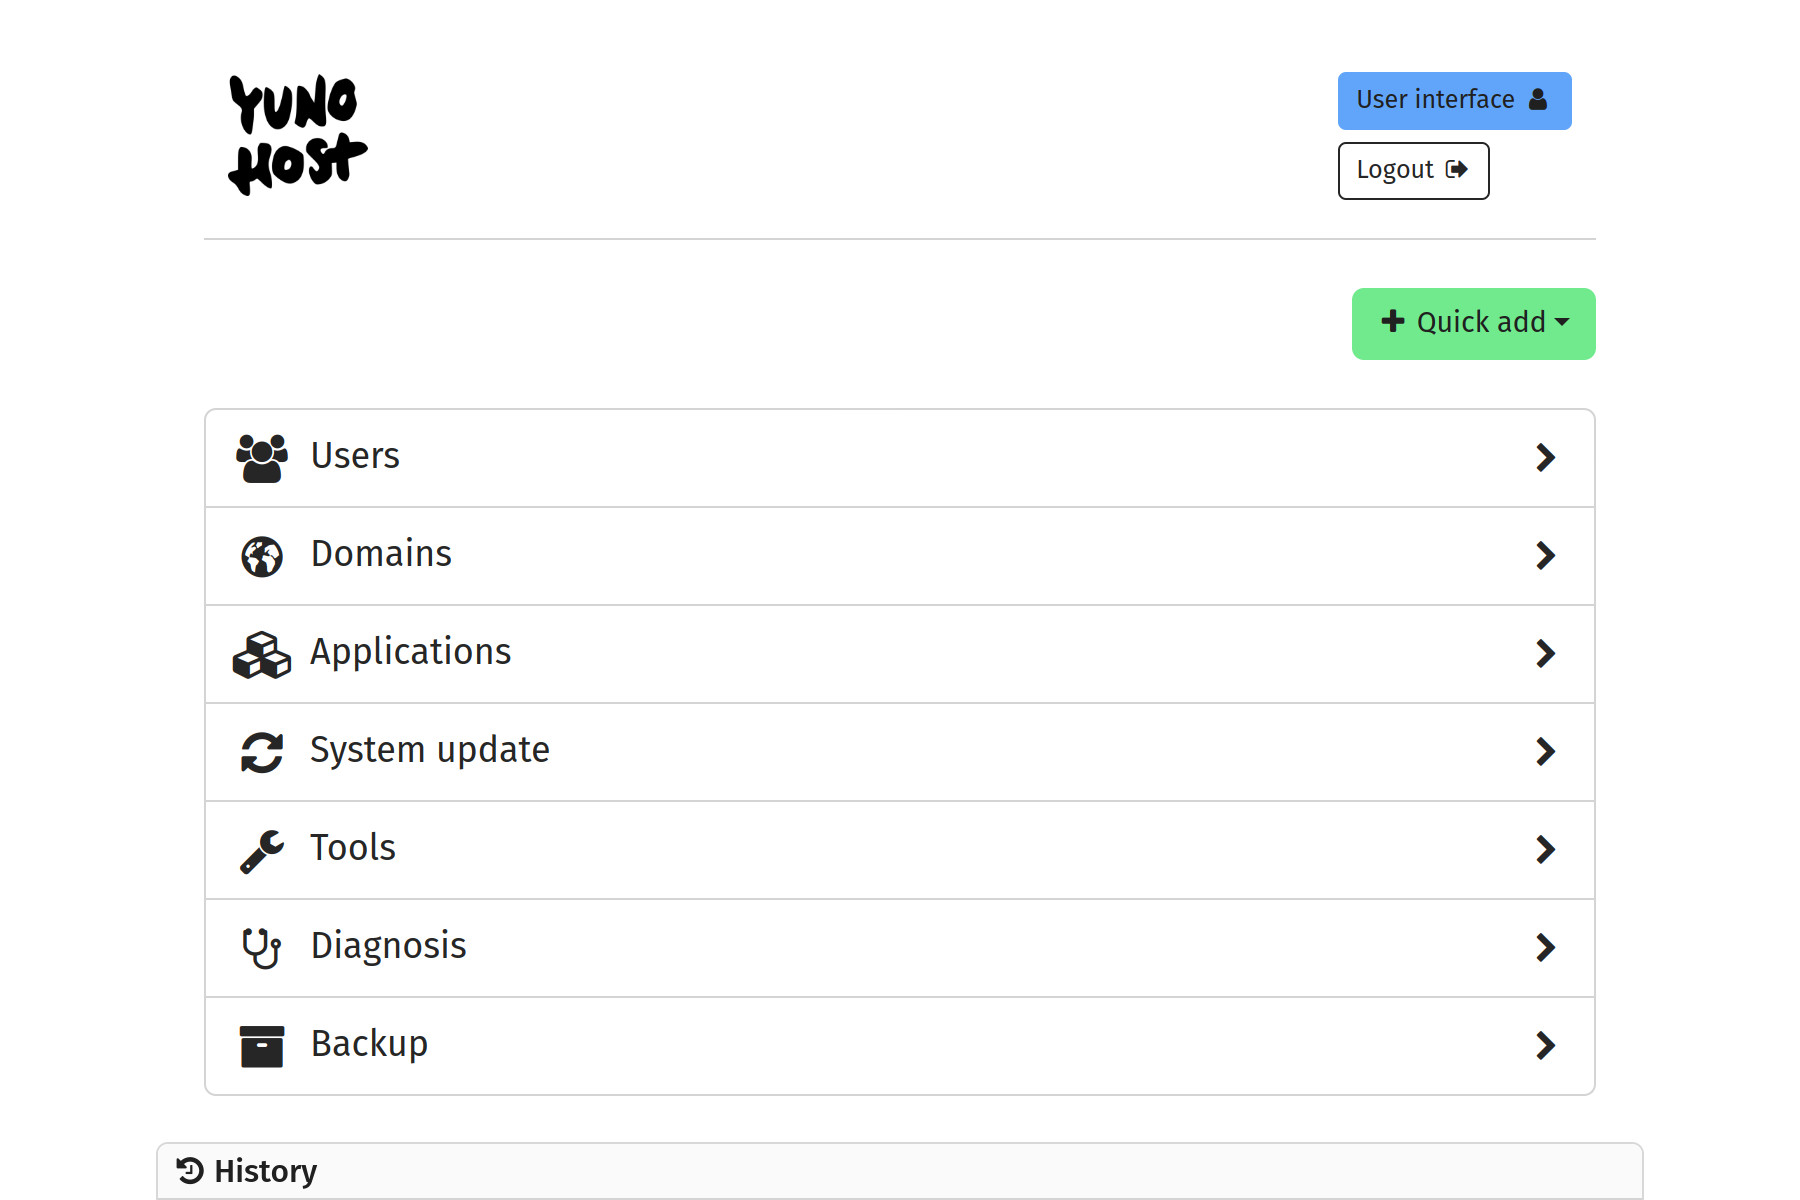 YUNO
HOST
User interface
Logout
Quick add
Users
Domains
Applications
System update
Tools
Diagnosis
Backup
History